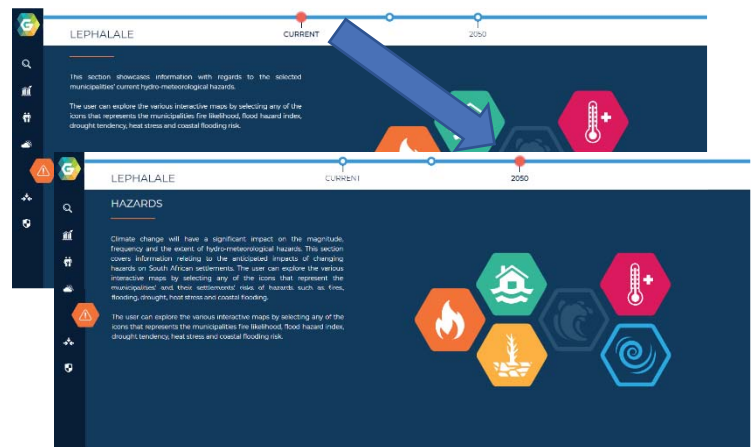 G
LEPHALALE
CURRENT
2050
This section showcases information with regards to the selected
municipalities' current hydro-meteorological hazards.
The user can explore the various interactive maps by selecting any of the
icons that represents the municipalities fire likelihood, flood hazard index,
drought tendency, heat stress and coastal flooding risk.
G
LEPHALALE
CURRENT
2050
HAZARDS
Climate change will have a significant impact on the magnitude,
frequency and the extent of hydro-meteorological hazards. This section
covers information relating to the anticipated impacts of changing
hazards on South African settlements. The user can explore the various
interactive maps by selecting any of the icons that represent the
municipalities' and their settlements' risks of hazards such as fires,
flooding, drought, heat stress and coastal flooding.
The user can explore the various interactive maps by selecting any of the
icons that represents the municipalities fire likelihood, flood hazard index,
drought tendency, heat stress and coastal flooding risk.